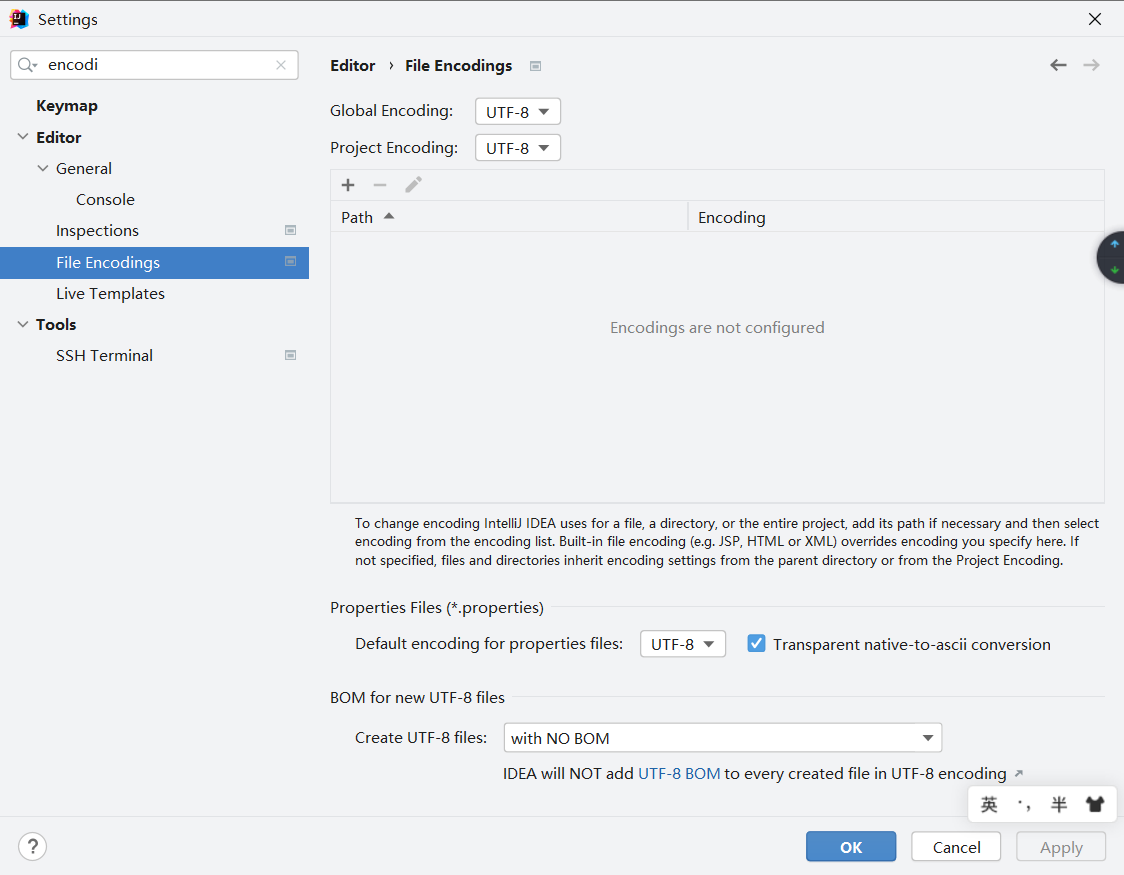 Settings
encodi
Keymap
Editor
General
Console
Inspections
File Encodings
Live Templates
Tools
SSH Terminal
Editor › File Encodings
Global Encoding: UTF-8
Project Encoding: UTF-8
Path Encoding
Encodings are not configured
To change encoding IntelliJ IDEA uses for a file, a directory, or the entire project, add its path if necessary and then select
encoding from the encoding list. Built-in file encoding (e.g. JSP, HTML or XML) overrides encoding you specify here. If
not specified, files and directories inherit encoding settings from the parent directory or from the Project Encoding.
Properties Files (*.properties)
Default encoding for properties files: UTF-8 Transparent native-to-ascii conversion
BOM for new UTF-8 files
Create UTF-8 files: with NO BOM
IDEA will NOT add UTF-8 BOM to every created file in UTF-8 encoding
英 ·, 半
? OK Cancel Apply